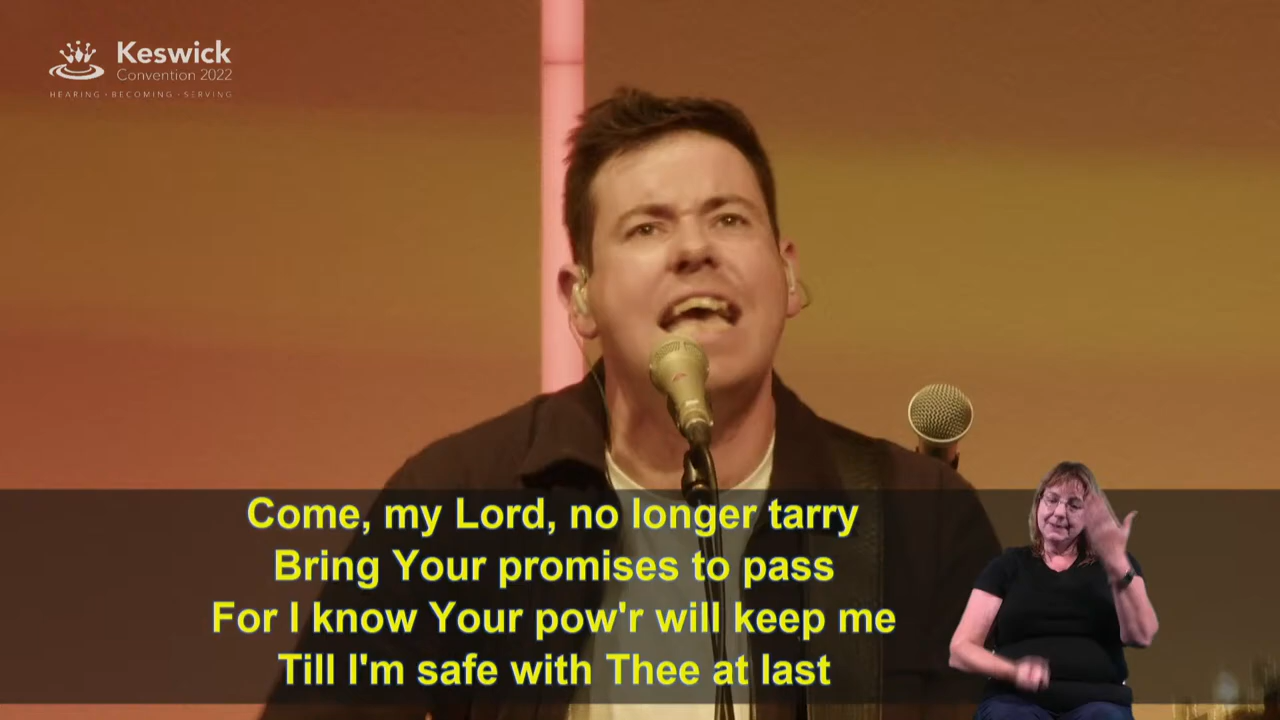 Keswick
Convention 2022
HEARING · BECOMING · SERVING
Come, my Lord, no longer tarry
Bring Your promises to pass
For I know Your pow'r will keep me
Till I'm safe with Thee at last